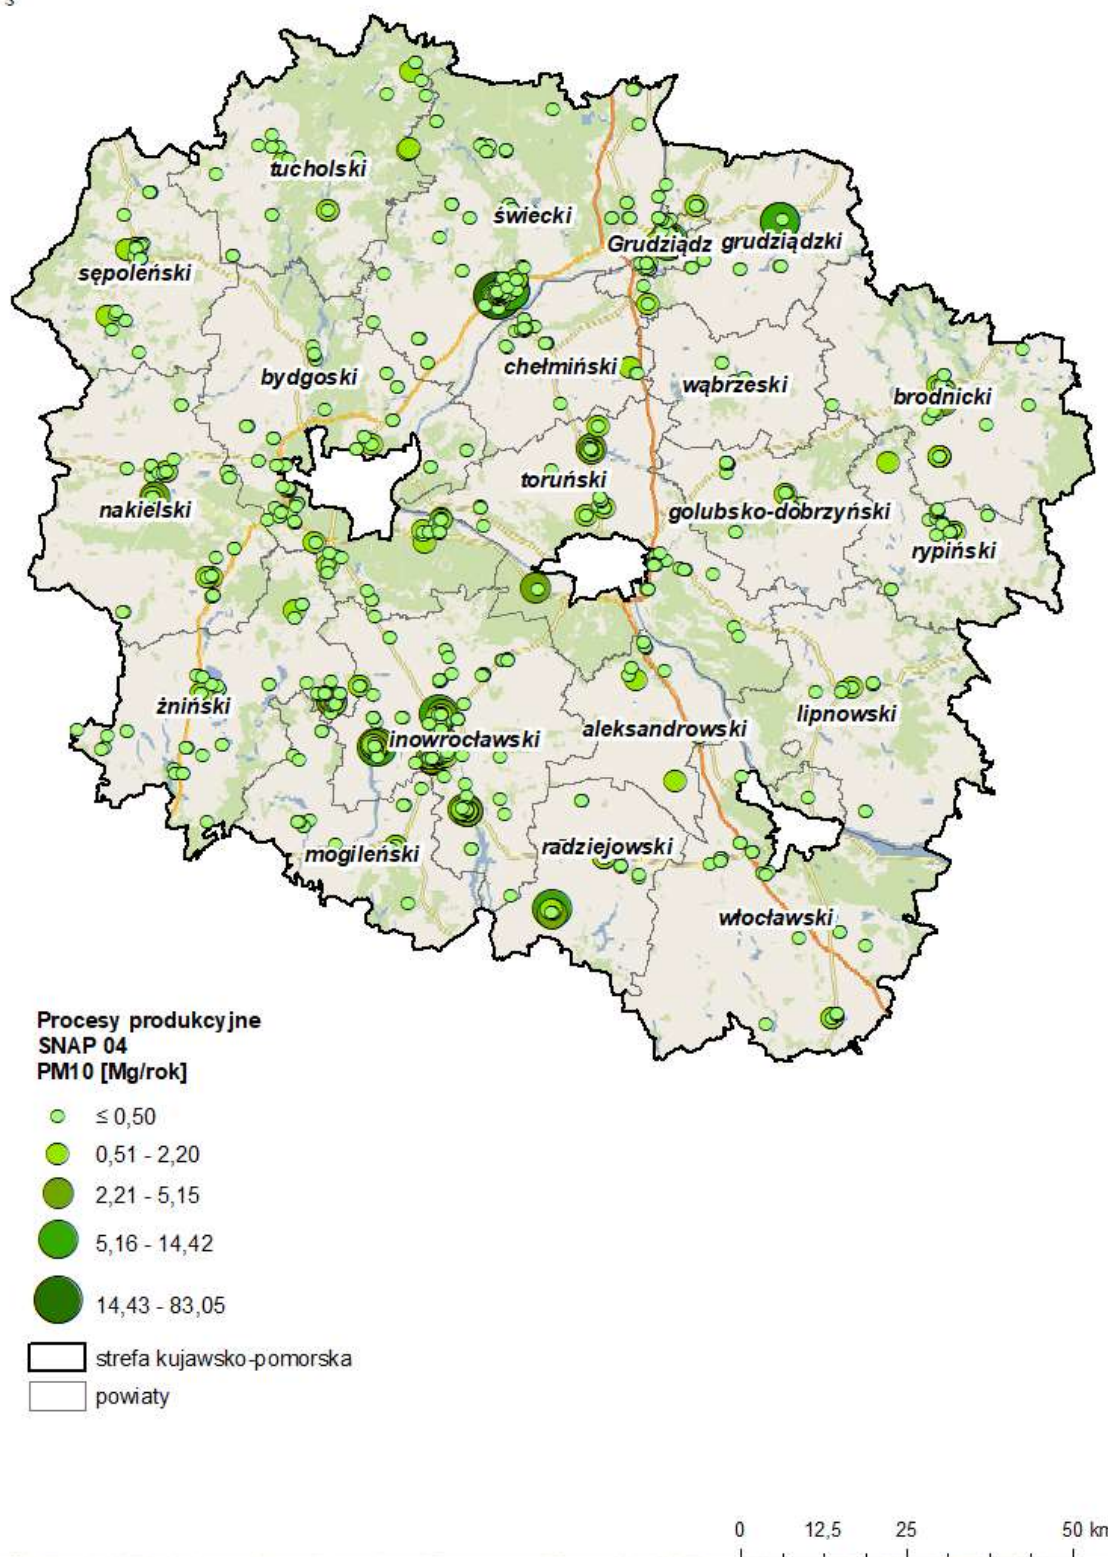 tucholski
świecki
Grudziądz grudziądzki
sępoleński
bydgoski
chełmiński
wąbrzeski
brodnicki
toruński
nakielski
golubsko-dobrzyński
rypiński
żniński
lipnowski
aleksandrowski
inowrocławski
mogileński
radziejowski
włocławski
Procesy produkcyjne
SNAP 04
PM10 [Mg/rok]
≤ 0,50
0,51 - 2,20
2,21 - 5,15
5,16 - 14,42
14,43 - 83,05
strefa kujawsko-pomorska
powiaty
0 12,5 25 50 km